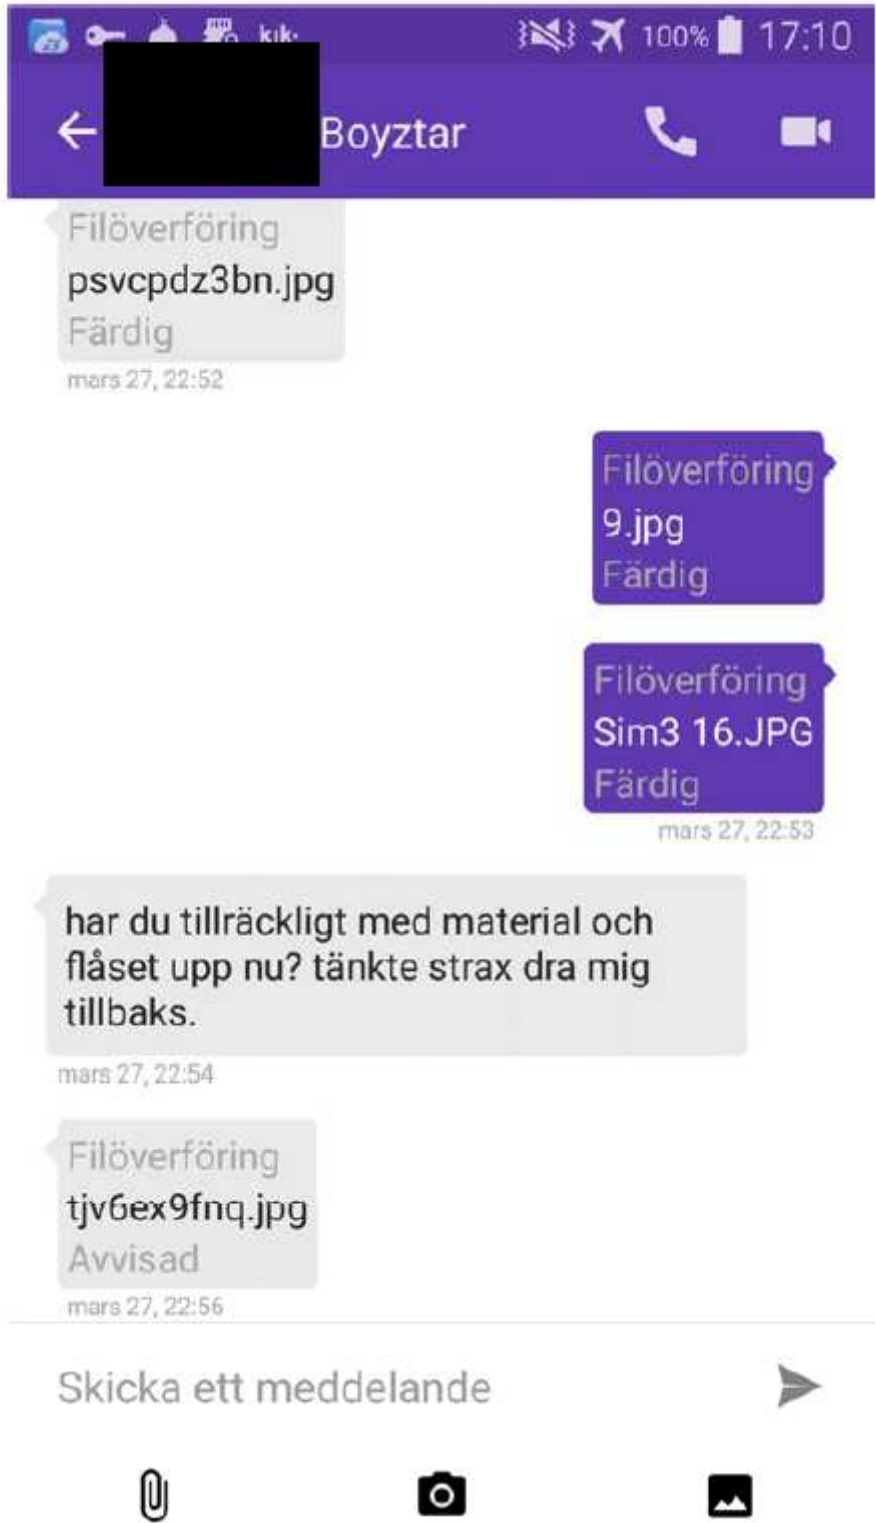 kik·
100%
17:10
Boyztar
Filöverföring
psvcpdz3bn.jpg
Färdig
mars 27, 22:52
Filöverföring
9.jpg
Färdig
Filöverföring
Sim3 16.JPG
Färdig
mars 27, 22:53
har du tillräckligt med material och
flåset upp nu? tänkte strax dra mig
tillbaks.
mars 27, 22:54
Filöverföring
tjv6ex9fnq.jpg
Avvisad
mars 27, 22:56
Skicka ett meddelande